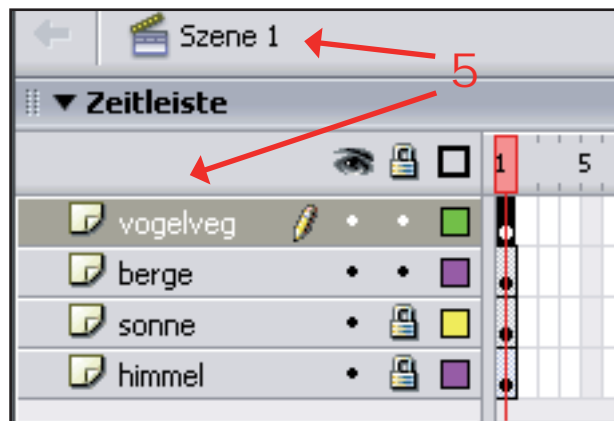 Szene 1
5
Zeitleiste
1 5
vogelveg
berge
sonne
himmel